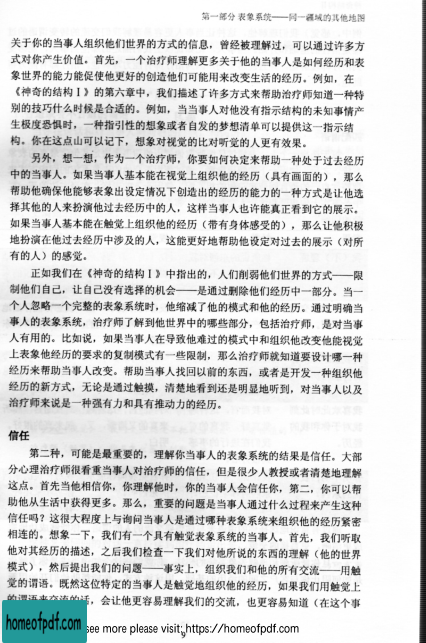 第一部分 表象系统——同一疆域的其他地图
关于你的当事人组织他们世界的方式的信息，曾经被理解过，可以通过许多方
式对你产生价值。首先，一个治疗师理解更多关于他的当事人是如何经历和表
象世界的能力能促使他更好的创造他们可能用来改变生活的经历。例如，在
《神奇的结构 I 》的第六章中，我们描述了许多方式来帮助治疗师知道一种特
别的技巧什么时候是合适的。例如，当当事人对他没有指示结构的未知事情产
生极度恐惧时，一种指引性的想象或者自发的梦想清单可以提供这一指示结
构。你在这点山可以记下，想象对视觉的比对听觉的人更有效果。
另外，想一想，作为一个治疗师，你要如何决定来帮助一种处于过去经历
中的当事人。如果当事人基本能在视觉上组织他的经历（具有画面的），那么
帮助他确保他能够表象出设定情况下创造出的经历的能力的一种方式是让他选
择其他的人来扮演他过去经历中的人，这样当事人也许能真正看到它的展示。
如果当事人基本能在触觉上组织他的经历（带有身体感受的），那么让他积极
地扮演在他过去经历中涉及的人，这能更好地帮助他设定对过去的展示（对所
有的人）的感觉。
正如我们在《神奇的结构 I 》中指出的，人们削弱他们世界的方式——限
制他们自己，让自己没有选择的机会——是通过删除他们经历中一部分。当一
个人忽略一个完整的表象系统时，他缩减了他的模式和他的经历。通过明确当
事人的表象系统，治疗师了解到他世界中的哪些部分，包括治疗师，是对当事
人有用的。比如说，如果当事人在导致他难过的模式中和组织他改变他能视觉
上表象他经历的要求的复制模式有一些限制，那么治疗师就知道要设计哪一种
经历来帮助当事人改变。帮助当事人找回以前的东西，或者是开发一种组织他
经历的新方式，无论是通过触摸，清楚地看到还是明显地听到，对当事人以及
治疗师来说是一种强有力和具有推动力的经历。
信任
第二种，可能是最重要的，理解你当事人的表象系统的结果是信任。大部
分心理治疗师很看重当事人对治疗师的信任，但是很少人教授或者清楚地理解
这点。首先当他相信你，你理解他时，你的当事人会信任你，第二，你可以帮
助他从生活中获得更多。那么，重要的问题是当事人通过什么过来产生这种
信任吗？这很大程度上与询问当事人是通过哪种表象系统来组织他的经历紧密
相连的。想象一下，我们有一个具有触觉表象系统的当事人。首先，我们听取
他对其经历的描述，之后我们检查一下我们对他所说的东西的理解（他的世界
模式），然后提出我们的问题——事实上，组织我们和他的所有交流——用触
觉的谓语。既然这位特定的当事人是触觉地组织他的经历，如果我们用触觉上
的谓语来交流的话，会让他更容易理解我们的交流，也更容易知道（在这个事
homeofpdf.com
see more please visit: https://homeofpdf.com